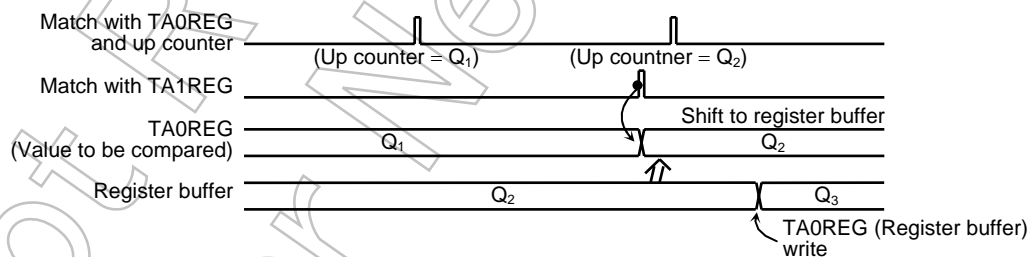 Match with TA0REG
and up counter
(Up counter = Q1)
(Up countner = Q2)
Match with TA1REG
Shift to register buffer
TA0REG
(Value to be compared)
Q1
Q2
Register buffer
Q2
Q3
TA0REG (Register buffer)
write